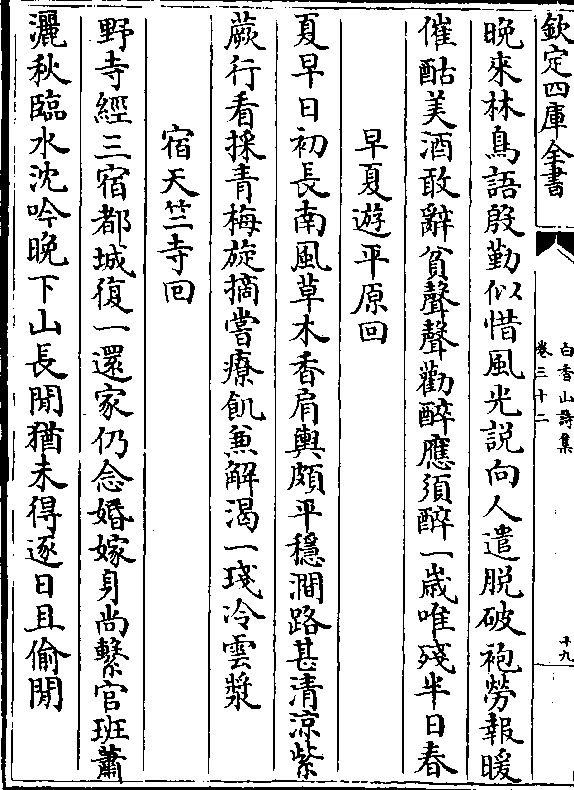 欽定四庫全書
白香山詩集
卷三十二
十九
晚來林鳥語殷勤似惜風光說向人遣脫破袍勞報暖
催酤美酒敢辭貧聲聲勸醉應須醉一歲唯殘半日春
早夏遊平原回
夏早日初長南風草木香肩輿頗平穩澗路甚清涼紫
蕨行看採青梅旋摘嘗療飢兼解渴一琖冷雲漿
宿天竺寺回
野寺經三宿都城復一還家仍念婚嫁身尚繫官班蕭
灑秋臨水沈吟晚下山長閒猶未得逐日且偷閒